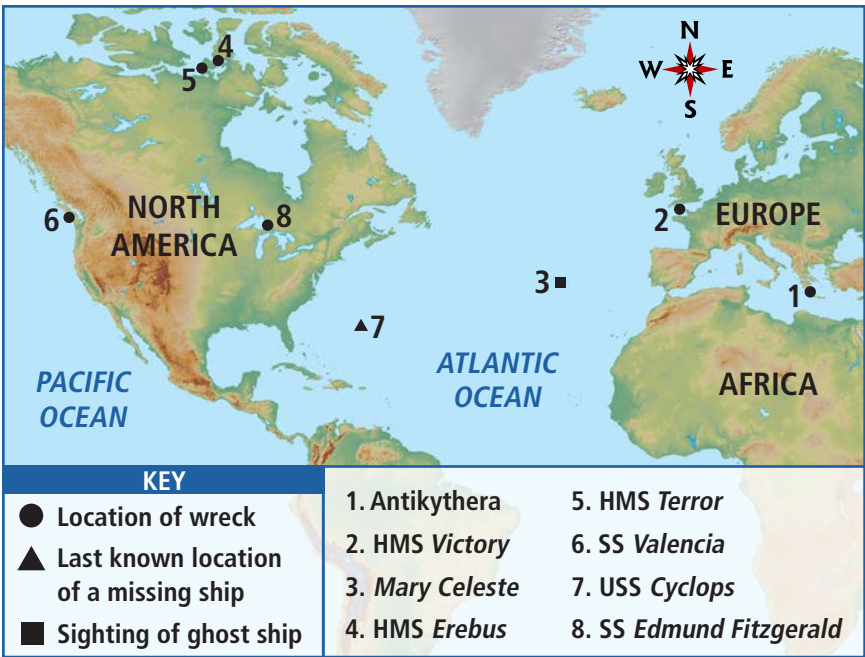 4
5
N
W E
S
6
NORTH
AMERICA
8
2
EUROPE
3
1
7
PACIFIC
OCEAN
ATLANTIC
OCEAN
AFRICA
KEY
Location of wreck
Last known location
of a missing ship
Sighting of ghost ship
1. Antikythera
2. HMS Victory
3. Mary Celeste
4. HMS Erebus
5. HMS Terror
6. SS Valencia
7. USS Cyclops
8. SS Edmund Fitzgerald